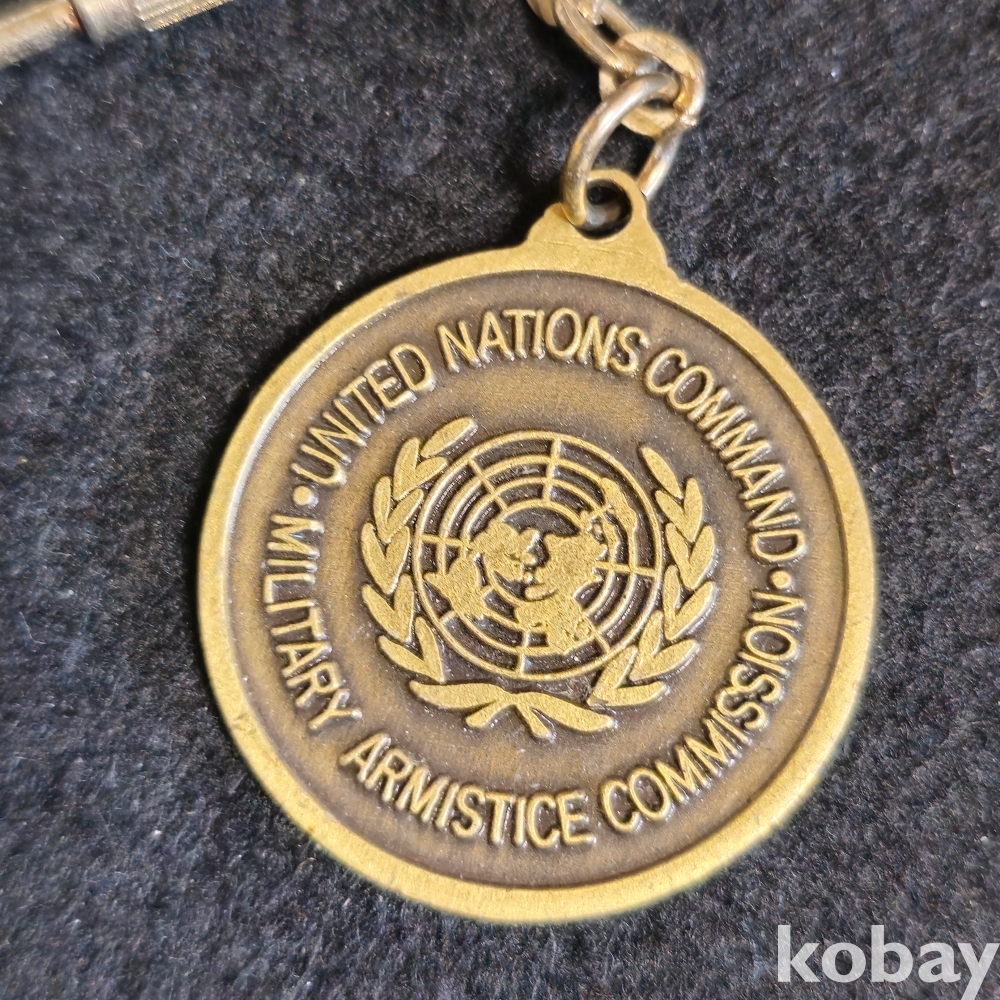 • UNITED NATIONS COMMAND •
MILITARY ARMISTICE COMMISSION
kobay